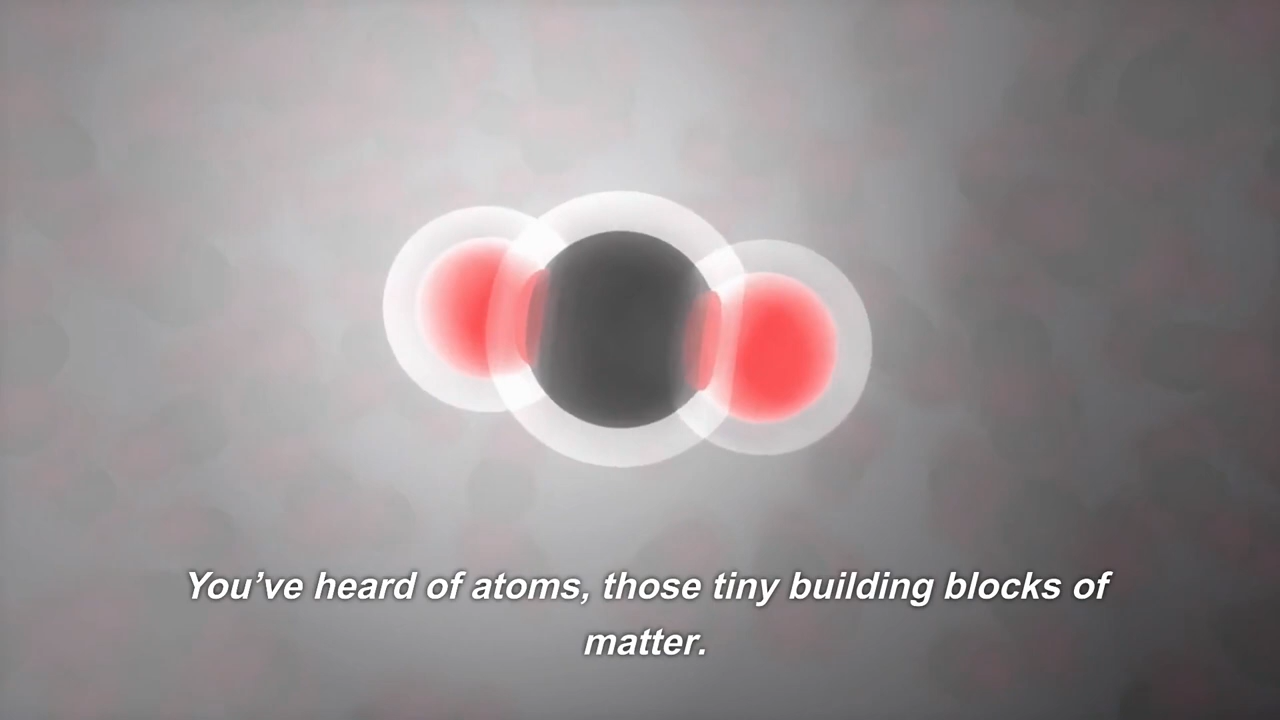 You’ve heard of atoms, those tiny building blocks of
matter.